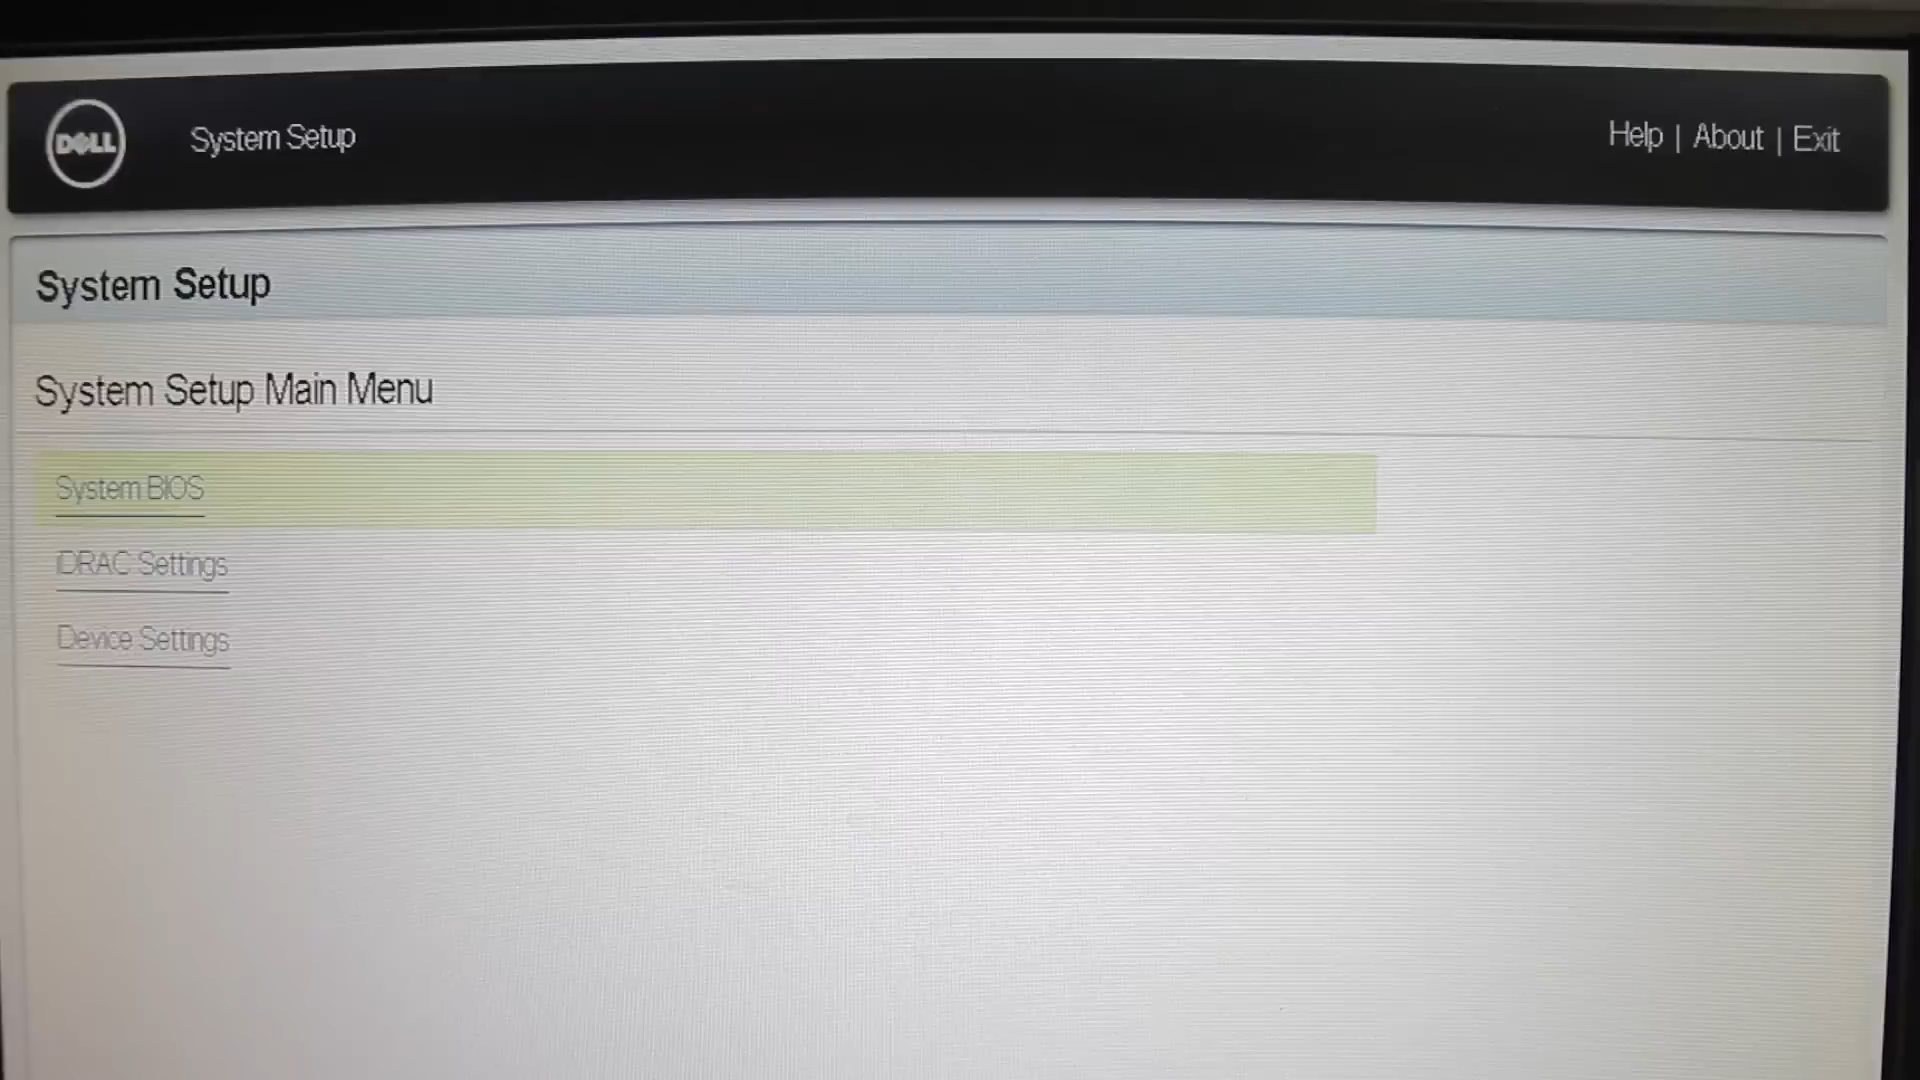 DELL
System Setup
Help | About | Exit
System Setup
System Setup Main Menu
System BIOS
iDRAC Settings
Device Settings